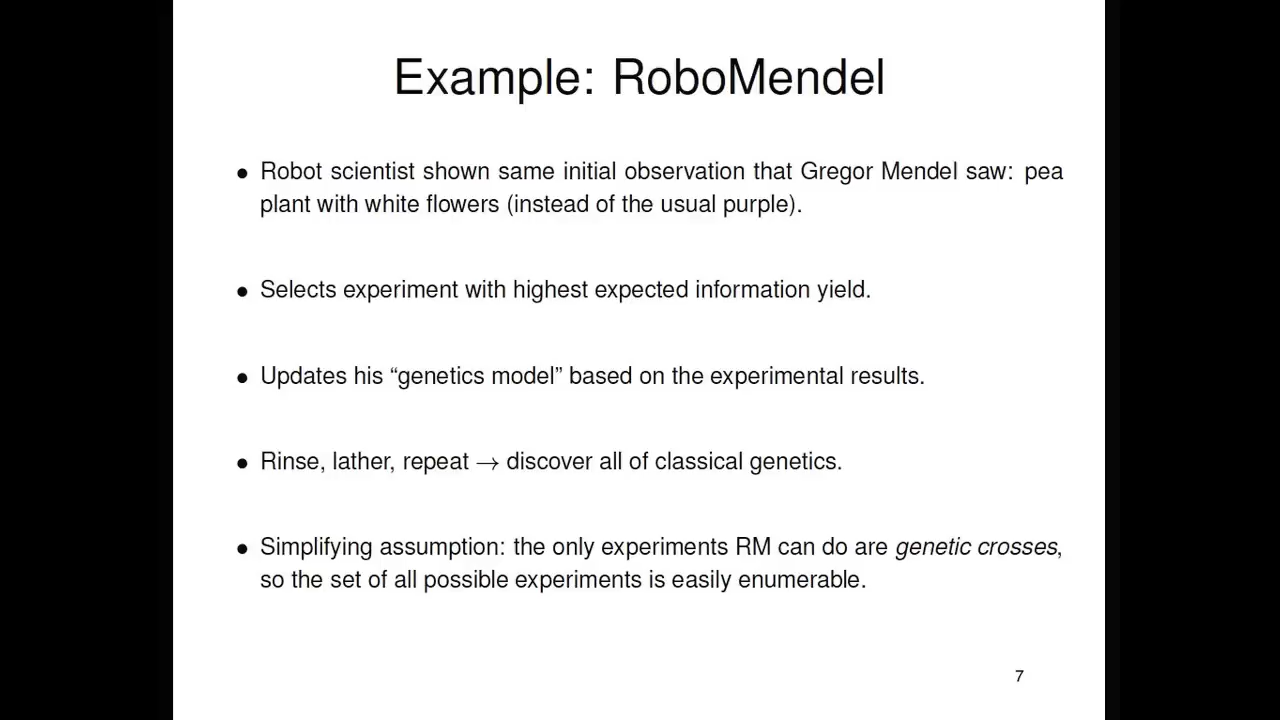 Example: RoboMendel
• Robot scientist shown same initial observation that Gregor Mendel saw: pea
plant with white flowers (instead of the usual purple).
• Selects experiment with highest expected information yield.
• Updates his “genetics model” based on the experimental results.
• Rinse, lather, repeat → discover all of classical genetics.
• Simplifying assumption: the only experiments RM can do are genetic crosses,
so the set of all possible experiments is easily enumerable.
7